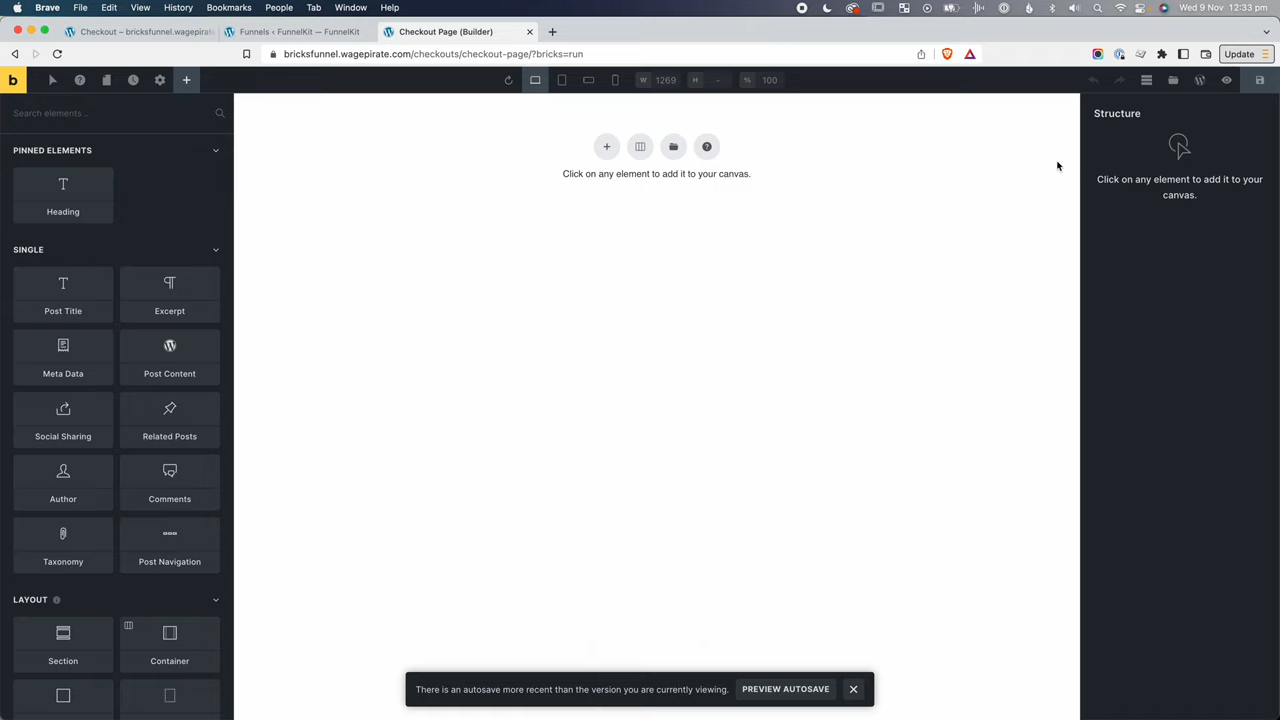 Brave File Edit View History Bookmarks People Tab Window Help
Wed 9 Nov 12:33 pm
Checkout – bricksfunnel.wagepirate
Funnels ‹ FunnelKit — FunnelKit
Checkout Page (Builder)
bricksfunnel.wagepirate.com/checkouts/checkout-page/?bricks=run
Update
b
W 1269 H - % 100
Search elements ..
PINNED ELEMENTS
Heading
SINGLE
Post Title
Excerpt
Meta Data
Post Content
Social Sharing
Related Posts
Author
Comments
Taxonomy
Post Navigation
LAYOUT
Section
Container
Click on any element to add it to your canvas.
Structure
Click on any element to add it to your
canvas.
There is an autosave more recent than the version you are currently viewing.
PREVIEW AUTOSAVE